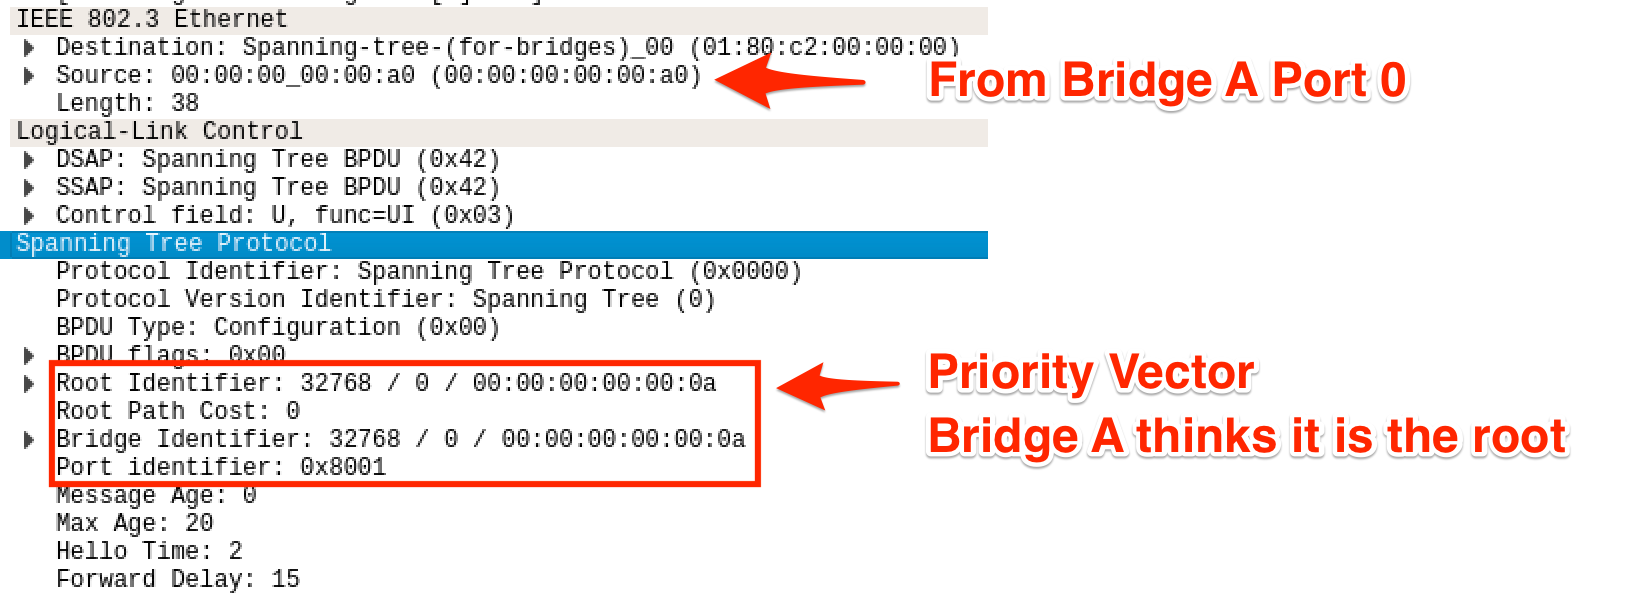 IEEE 802.3 Ethernet
Destination: Spanning-tree-(for-bridges)_00 (01:80:c2:00:00:00)
Source: 00:00:00_00:00:a0 (00:00:00:00:00:a0)
From Bridge A Port 0
Length: 38
Logical-Link Control
DSAP: Spanning Tree BPDU (0x42)
SSAP: Spanning Tree BPDU (0x42)
Control field: U, func=UI (0x03)
Spanning Tree Protocol
Protocol Identifier: Spanning Tree Protocol (0x0000)
Protocol Version Identifier: Spanning Tree (0)
BPDU Type: Configuration (0x00)
BPDU flags: 0x00
Root Identifier: 32768 / 0 / 00:00:00:00:00:0a
Priority Vector
Root Path Cost: 0
Bridge Identifier: 32768 / 0 / 00:00:00:00:00:0a
Bridge A thinks it is the root
Port identifier: 0x8001
Message Age: 0
Max Age: 20
Hello Time: 2
Forward Delay: 15